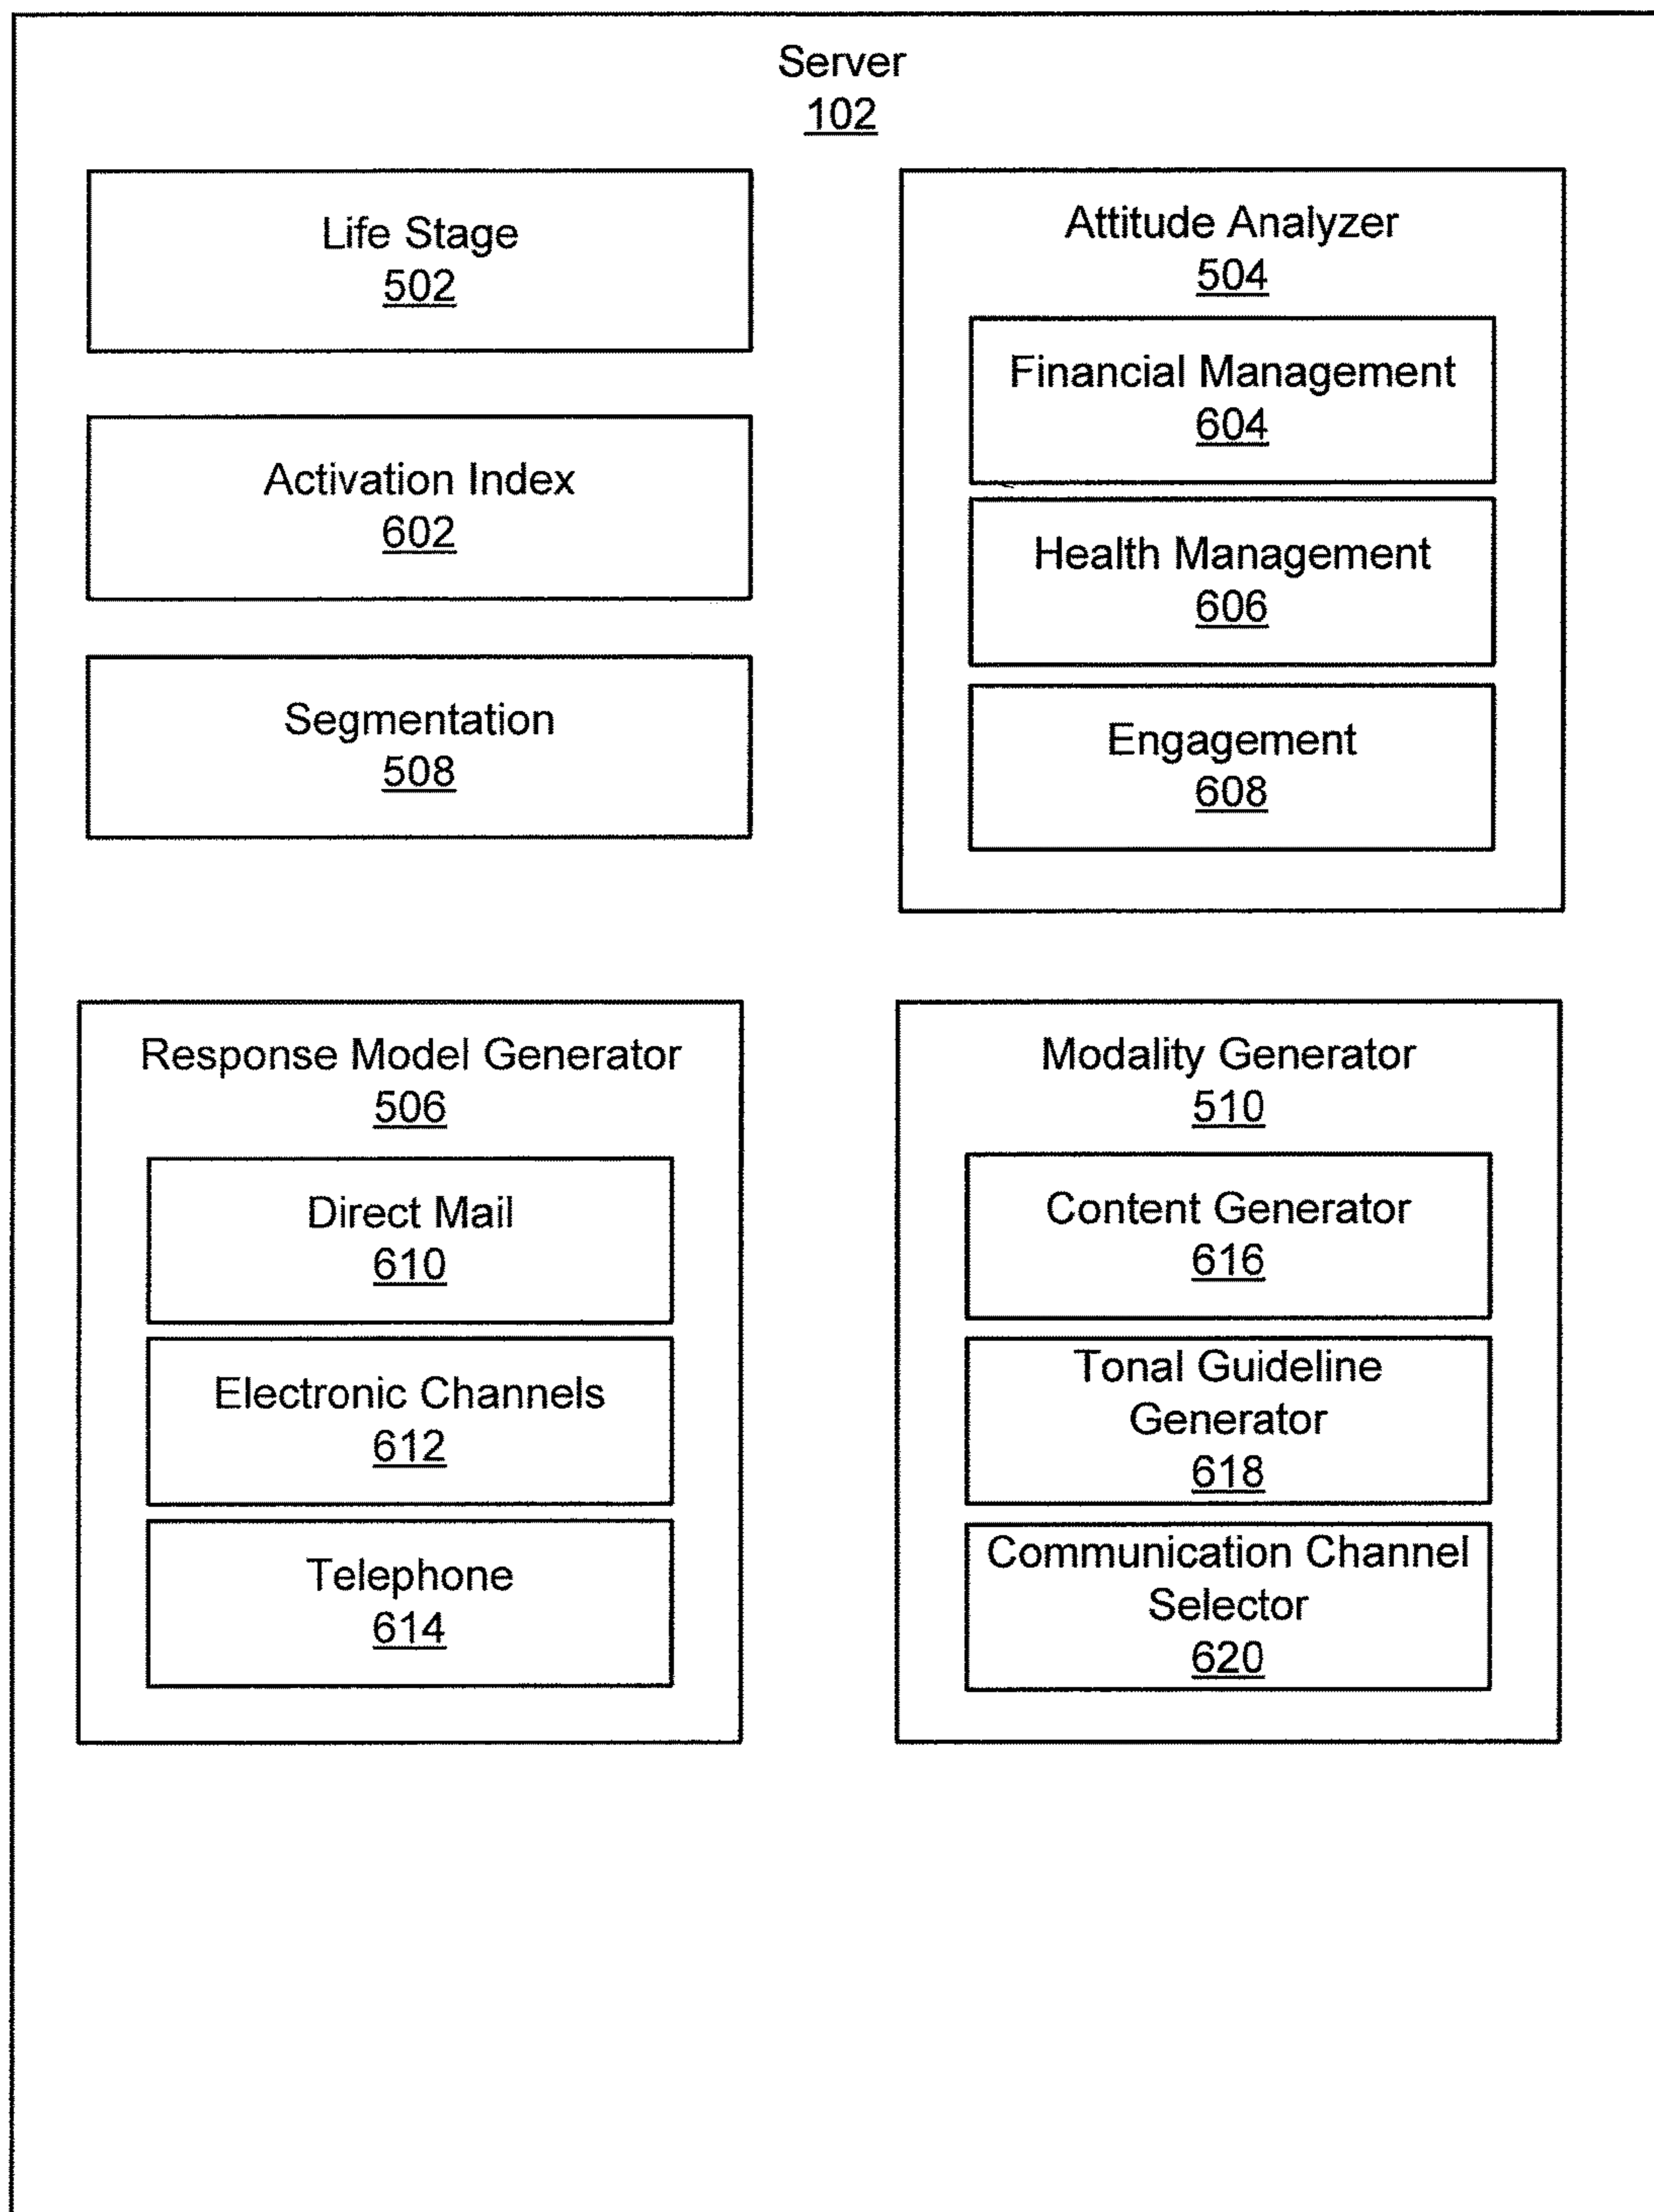 Server
102
Life Stage
502
Activation Index
602
Segmentation
508
Attitude Analyzer
504
Financial Management
604
Health Management
606
Engagement
608
Response Model Generator
506
Direct Mail
610
Electronic Channels
612
Telephone
614
Modality Generator
510
Content Generator
616
Tonal Guideline
Generator
618
Communication Channel
Selector
620